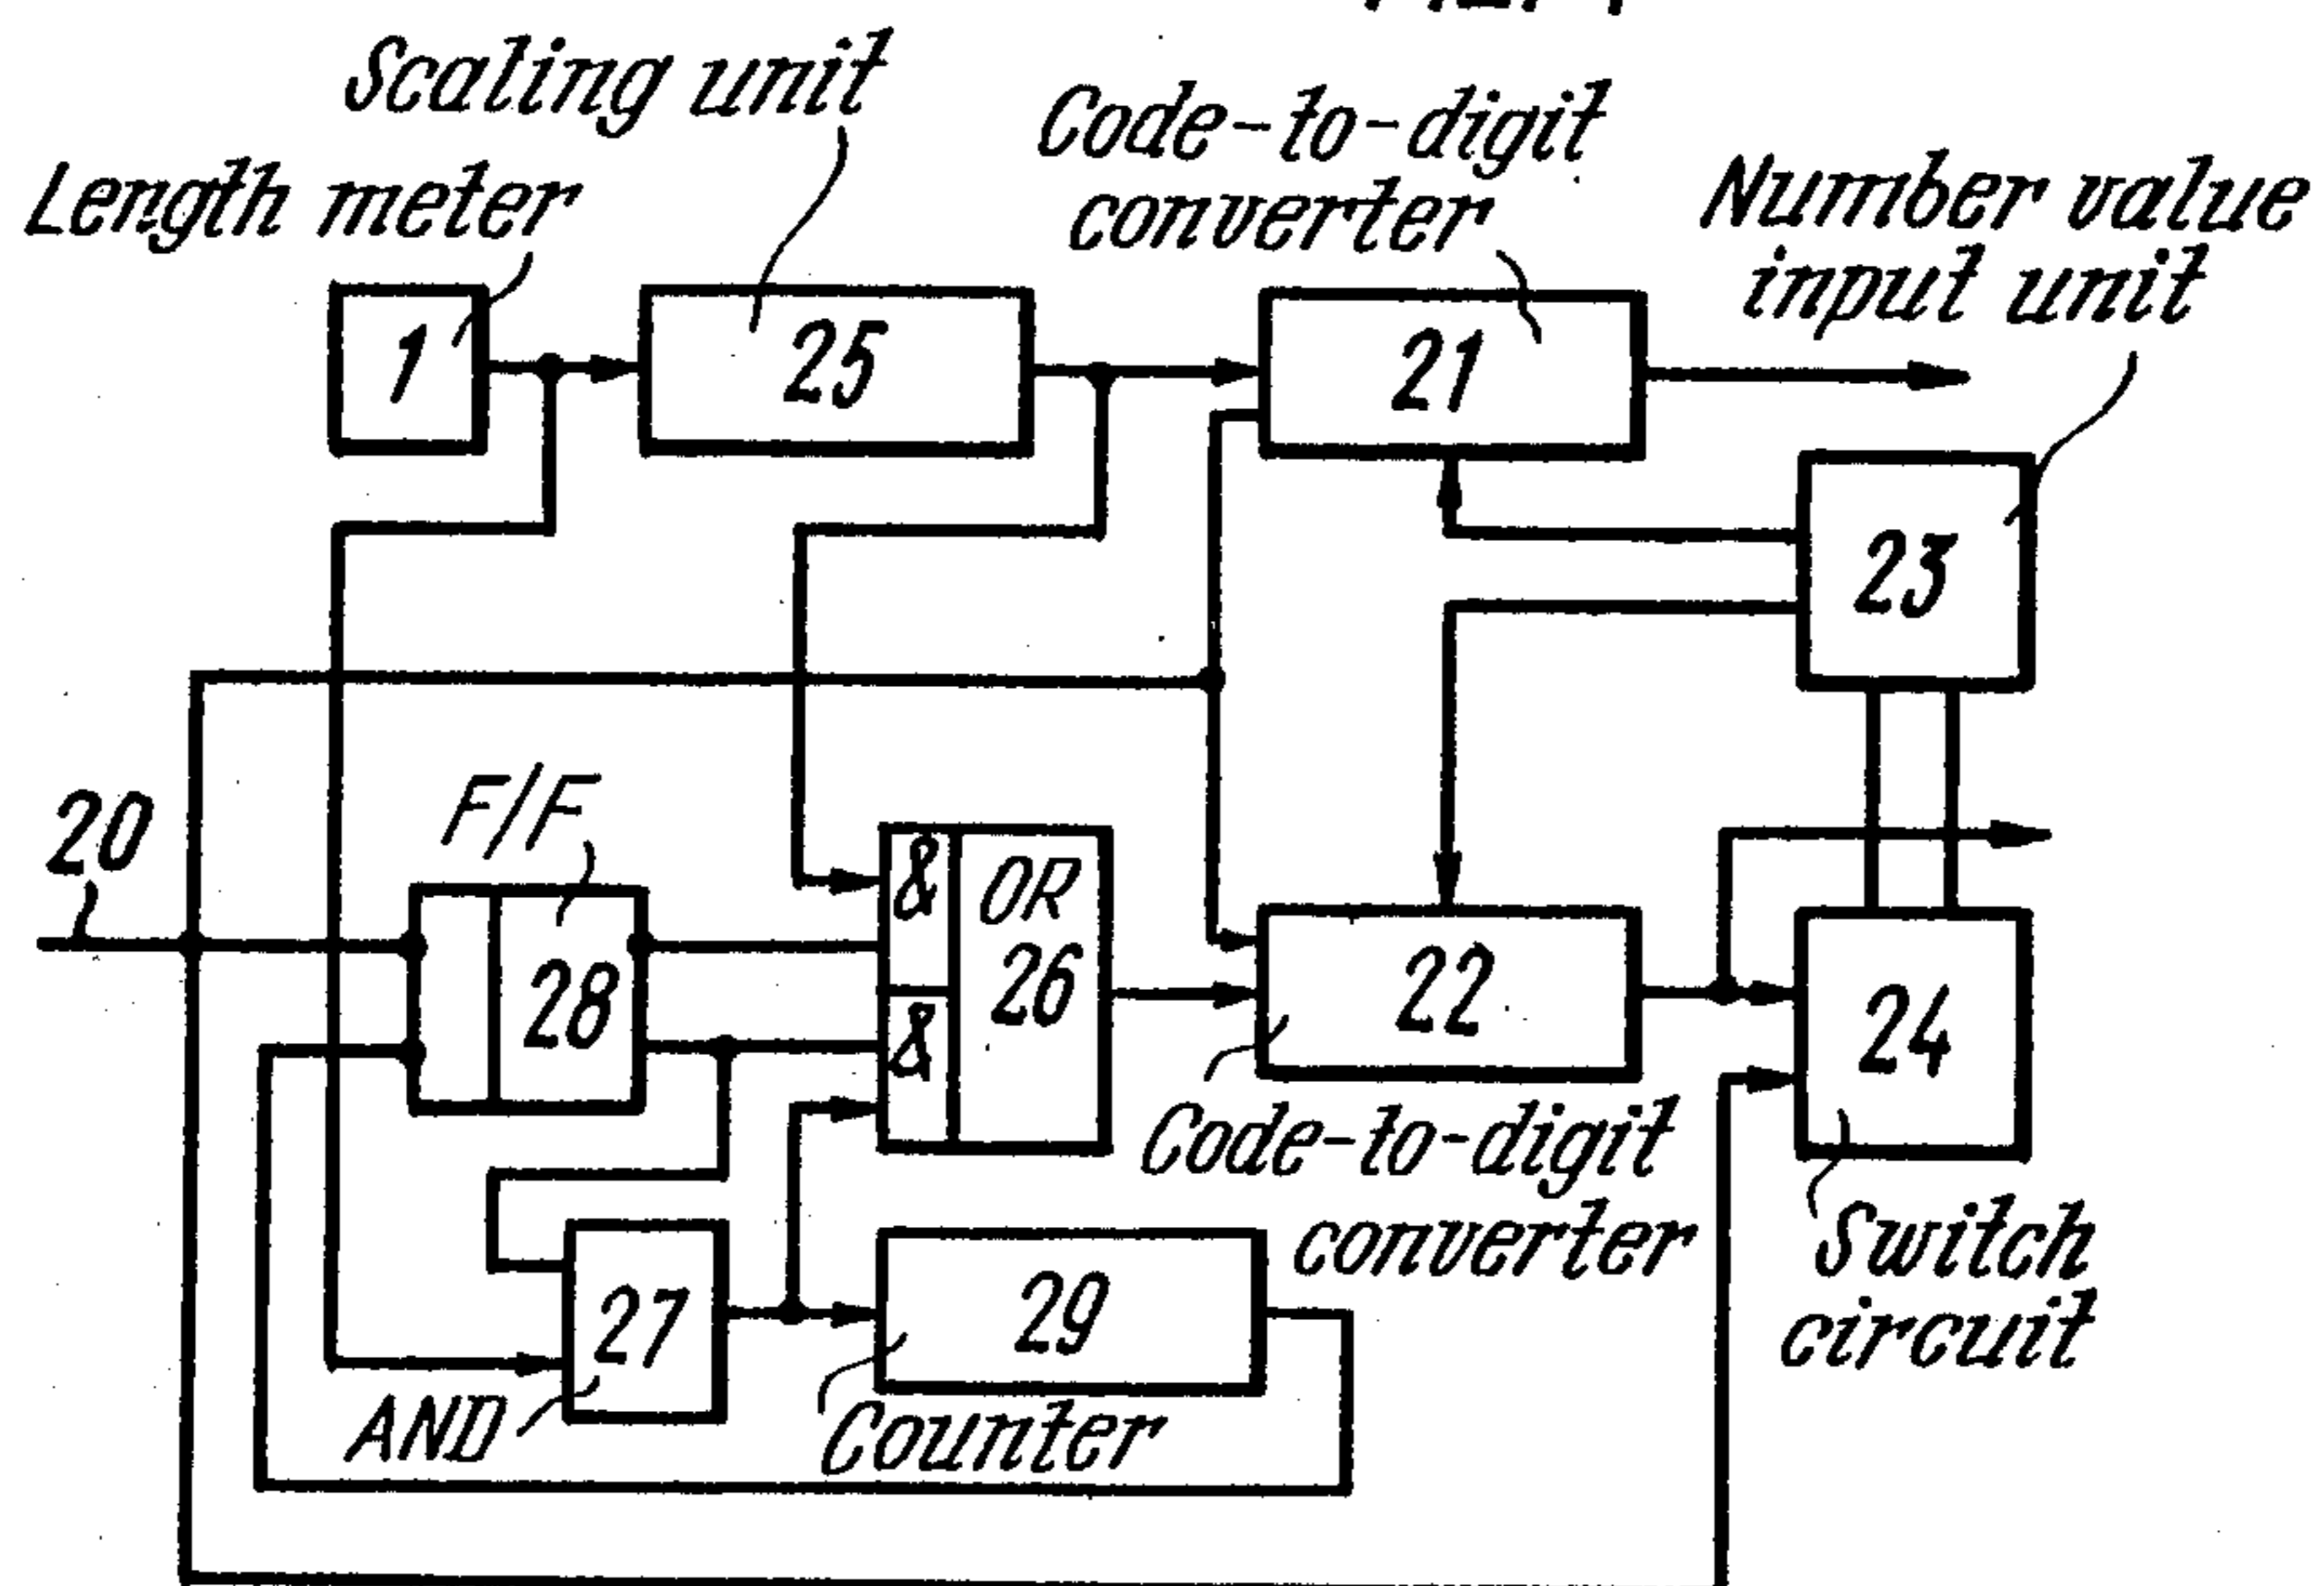 Scaling unit
Code-to-digit
converter
Length meter
Number value
input unit
1
25
21
23
20
F/F
28
&
OR
26
&
22
24
Code-to-digit
converter
Switch
circuit
27
29
AND
Counter